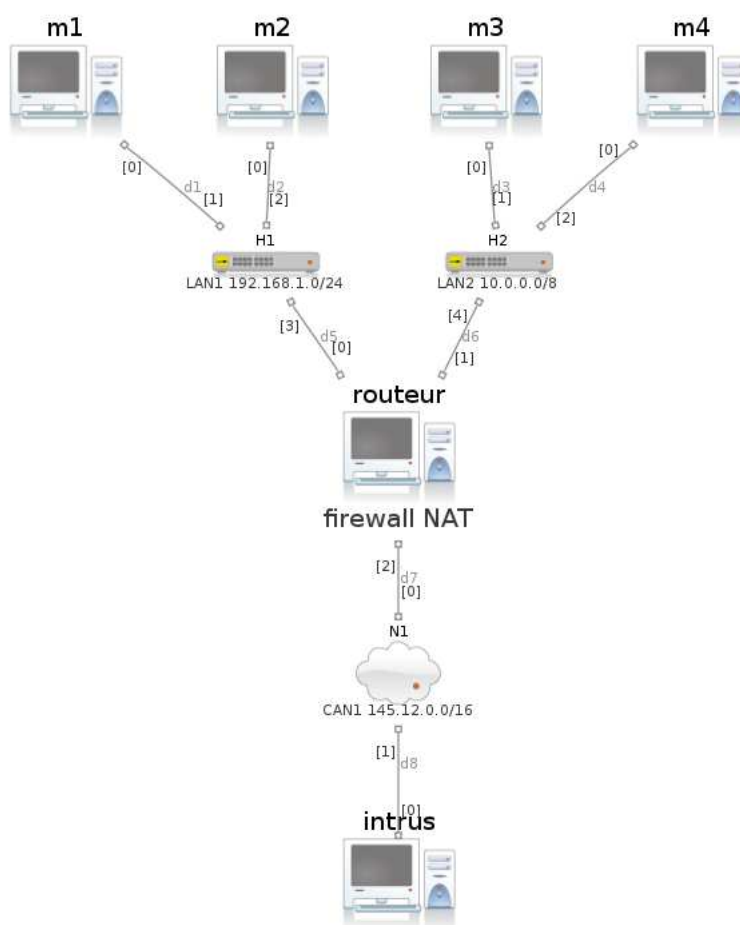 m1
m2
m3
m4
[0]
[0]
[0]
[0]
d1
d2
d3
d4
[1]
[2]
[1]
[2]
H1
H2
LAN1 192.168.1.0/24
LAN2 10.0.0.0/8
[3]
[4]
d5
d6
[0]
[1]
routeur
firewall NAT
[2]
d7
[0]
N1
CAN1 145.12.0.0/16
[1]
d8
[0]
intrus